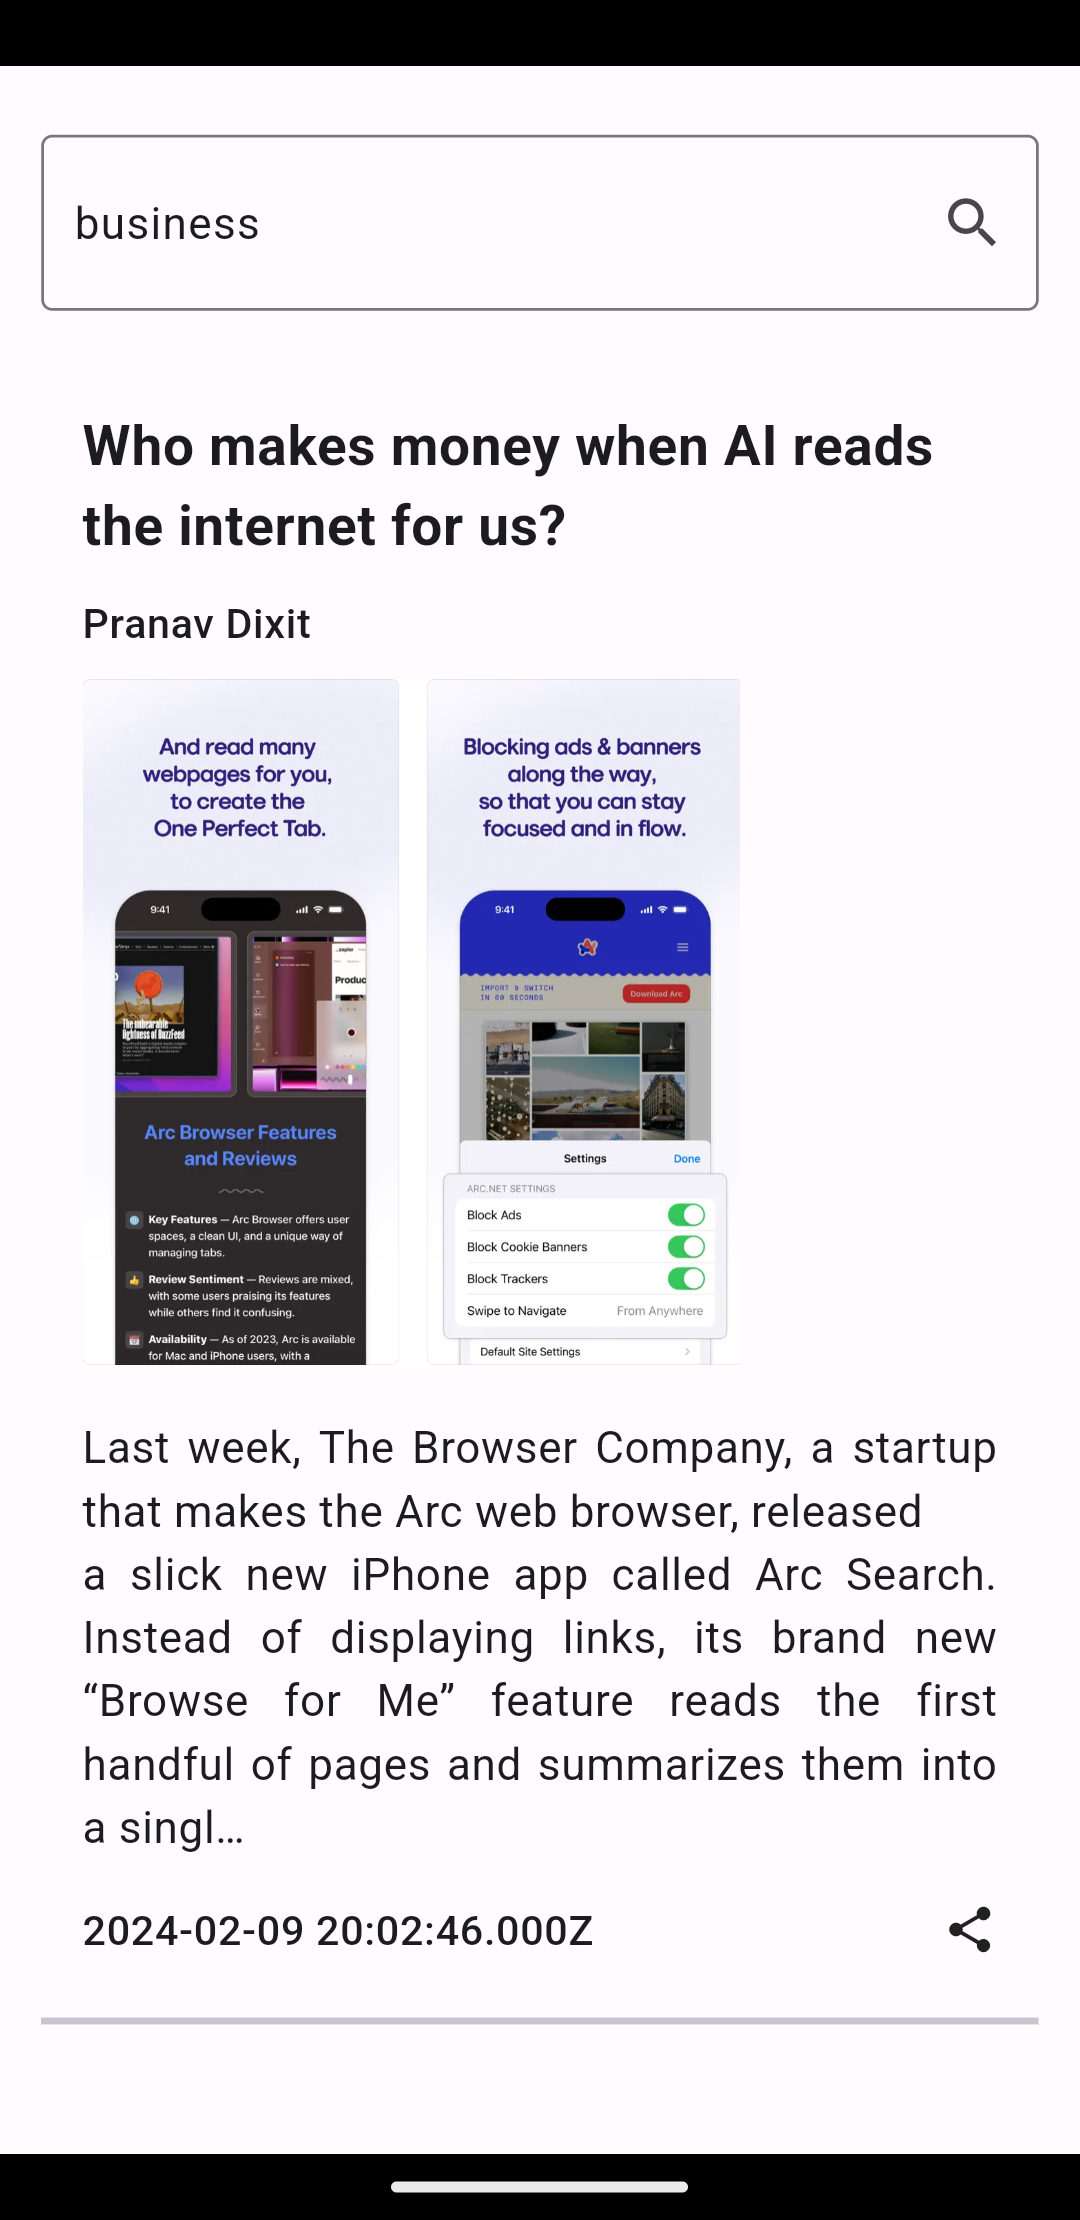 business
Who makes money when AI reads
the internet for us?
Pranav Dixit
And read many
webpages for you,
to create the
One Perfect Tab.
9:41
The unbearable
lightness of BuzzFeed
Produc
Arc Browser Features
and Reviews
Key Features — Arc Browser offers user
spaces, a clean UI, and a unique way of
managing tabs.
Review Sentiment — Reviews are mixed,
with some users praising its features
while others find it confusing.
Availability — As of 2023, Arc is available
for Mac and iPhone users, with a
Blocking ads & banners
along the way,
so that you can stay
focused and in flow.
9:41
IMPORT & SWITCH
IN 60 SECONDS
Download Arc
Settings
Done
ARC.NET SETTINGS
Block Ads
Block Cookie Banners
Block Trackers
Swipe to Navigate From Anywhere
Default Site Settings
Last week, The Browser Company, a startup
that makes the Arc web browser, released
a slick new iPhone app called Arc Search.
Instead of displaying links, its brand new
“Browse for Me” feature reads the first
handful of pages and summarizes them into
a singl…
2024-02-09 20:02:46.000Z